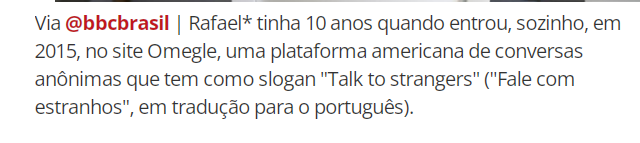 Via @bbcbrasil | Rafael* tinha 10 anos quando entrou, sozinho, em
2015, no site Omegle, uma plataforma americana de conversas
anônimas que tem como slogan "Talk to strangers" ("Fale com
estranhos", em tradução para o português).